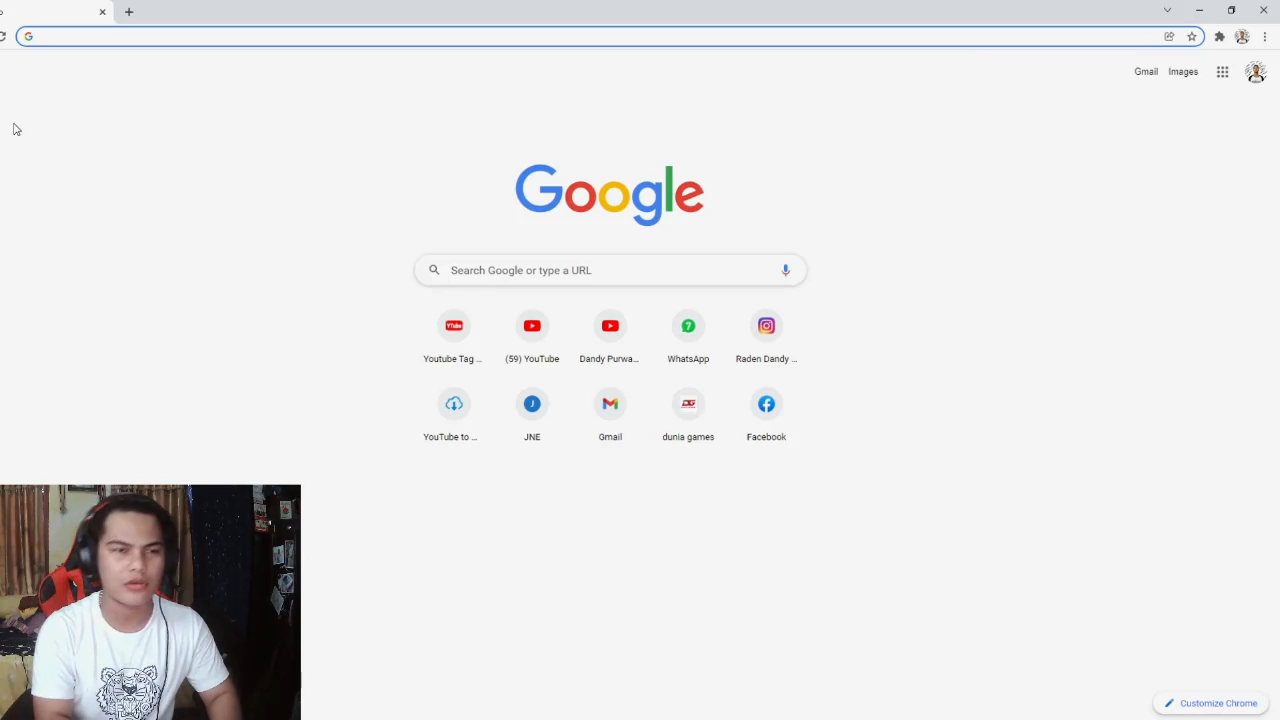 Gmail Images
Google
Search Google or type a URL
Youtube Tag ...
(59) YouTube
Dandy Purwa...
WhatsApp
Raden Dandy ...
YouTube to ...
JNE
Gmail
dunia games
Facebook
Customize Chrome